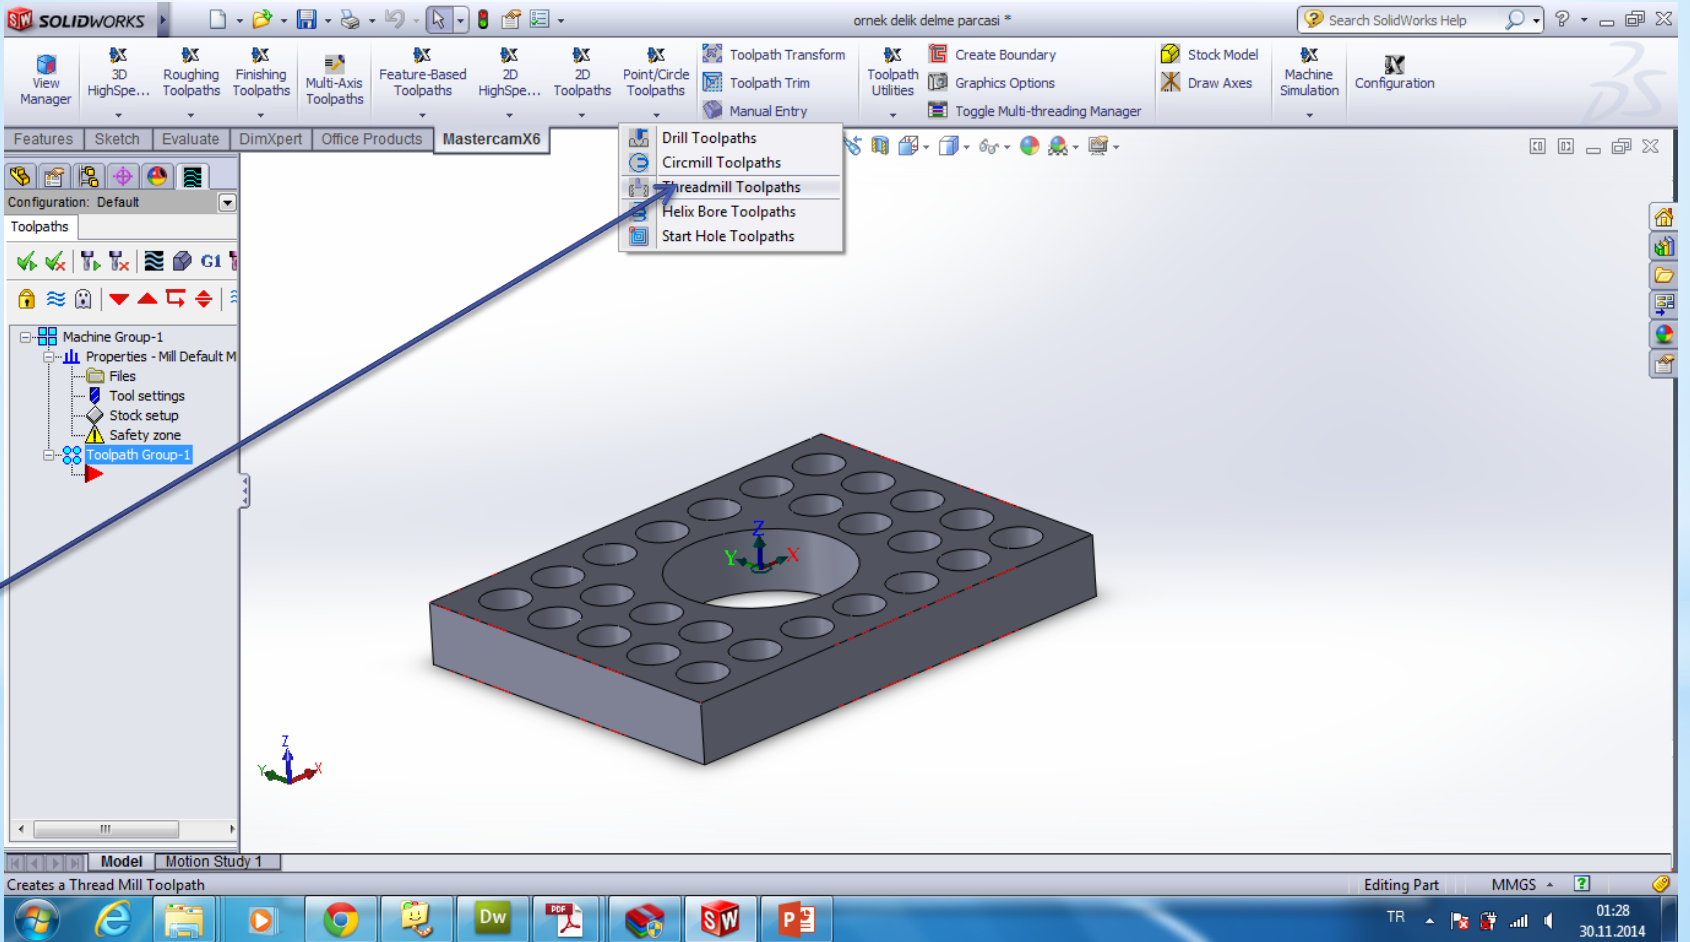 SOLIDWORKS
ornek delik delme parcasi *
Search SolidWorks Help
View Manager
3D HighSpe...
Roughing Toolpaths
Finishing Toolpaths
Multi-Axis Toolpaths
Feature-Based Toolpaths
2D HighSpe...
2D Toolpaths
Point/Circle Toolpaths
Toolpath Transform
Toolpath Trim
Manual Entry
Toolpath Utilities
Create Boundary
Graphics Options
Toggle Multi-threading Manager
Stock Model
Draw Axes
Machine Simulation
Configuration
Features
Sketch
Evaluate
DimXpert
Office Products
MastercamX6
Drill Toolpaths
Circmill Toolpaths
Threadmill Toolpaths
Helix Bore Toolpaths
Start Hole Toolpaths
Configuration: Default
Toolpaths
G1
Machine Group-1
Properties - Mill Default M
Files
Tool settings
Stock setup
Safety zone
Toolpath Group-1
Z
Y
X
Z
Y
X
Model
Motion Study 1
Creates a Thread Mill Toolpath
Editing Part
MMGS
?
Dw
PDF
SW
P
TR
01:28
30.11.2014